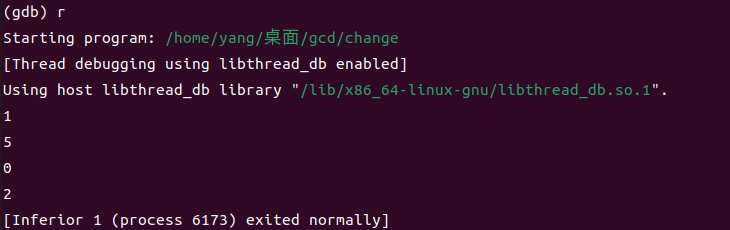 (gdb) r
Starting program: /home/yang/桌面/gcd/change
[Thread debugging using libthread_db enabled]
Using host libthread_db library "/lib/x86_64-linux-gnu/libthread_db.so.1".
1
5
0
2
[Inferior 1 (process 6173) exited normally]